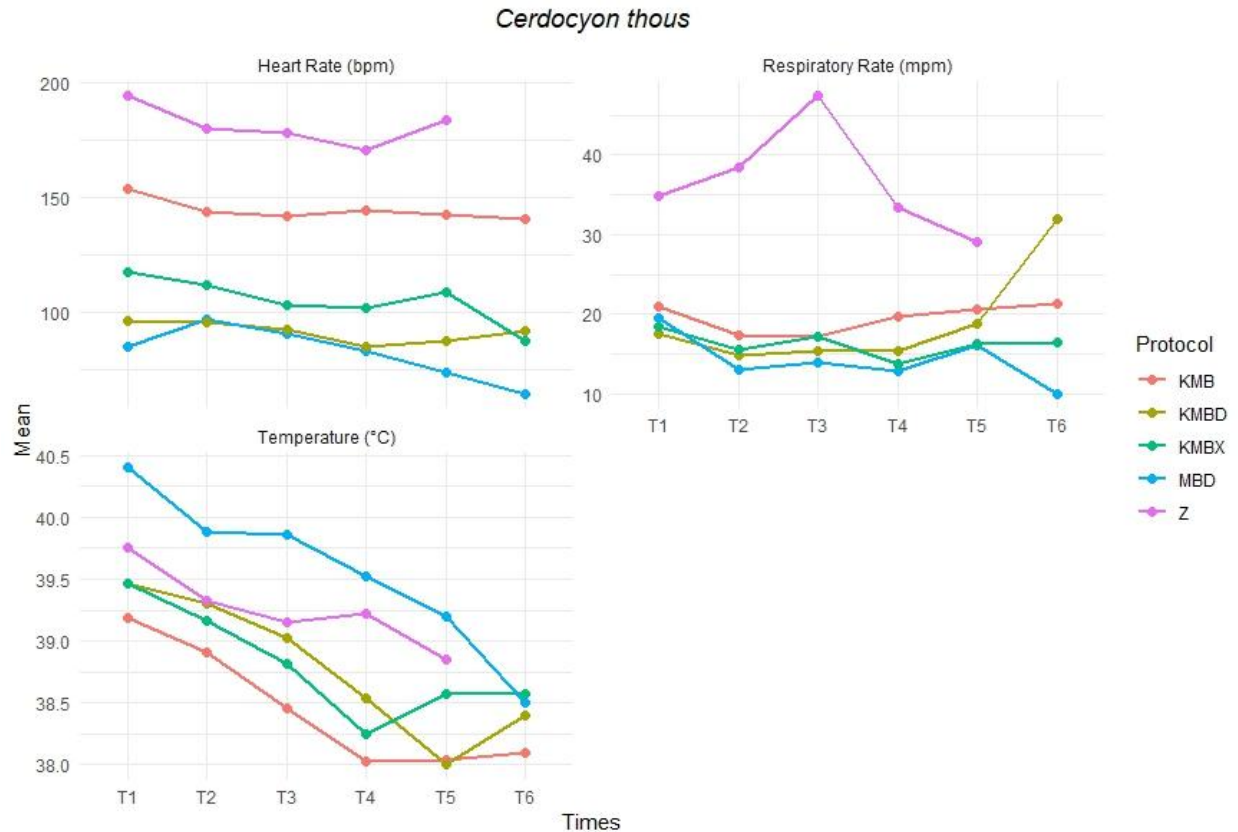 Cerdocyon thous
Heart Rate (bpm)
200
150
100
Respiratory Rate (mpm)
40
30
20
10
T1 T2 T3 T4 T5 T6
Mean
Temperature (°C)
40.5
40.0
39.5
39.0
38.5
38.0
T1 T2 T3 T4 T5 T6
Times
Protocol
KMB
KMBD
KMBX
MBD
Z